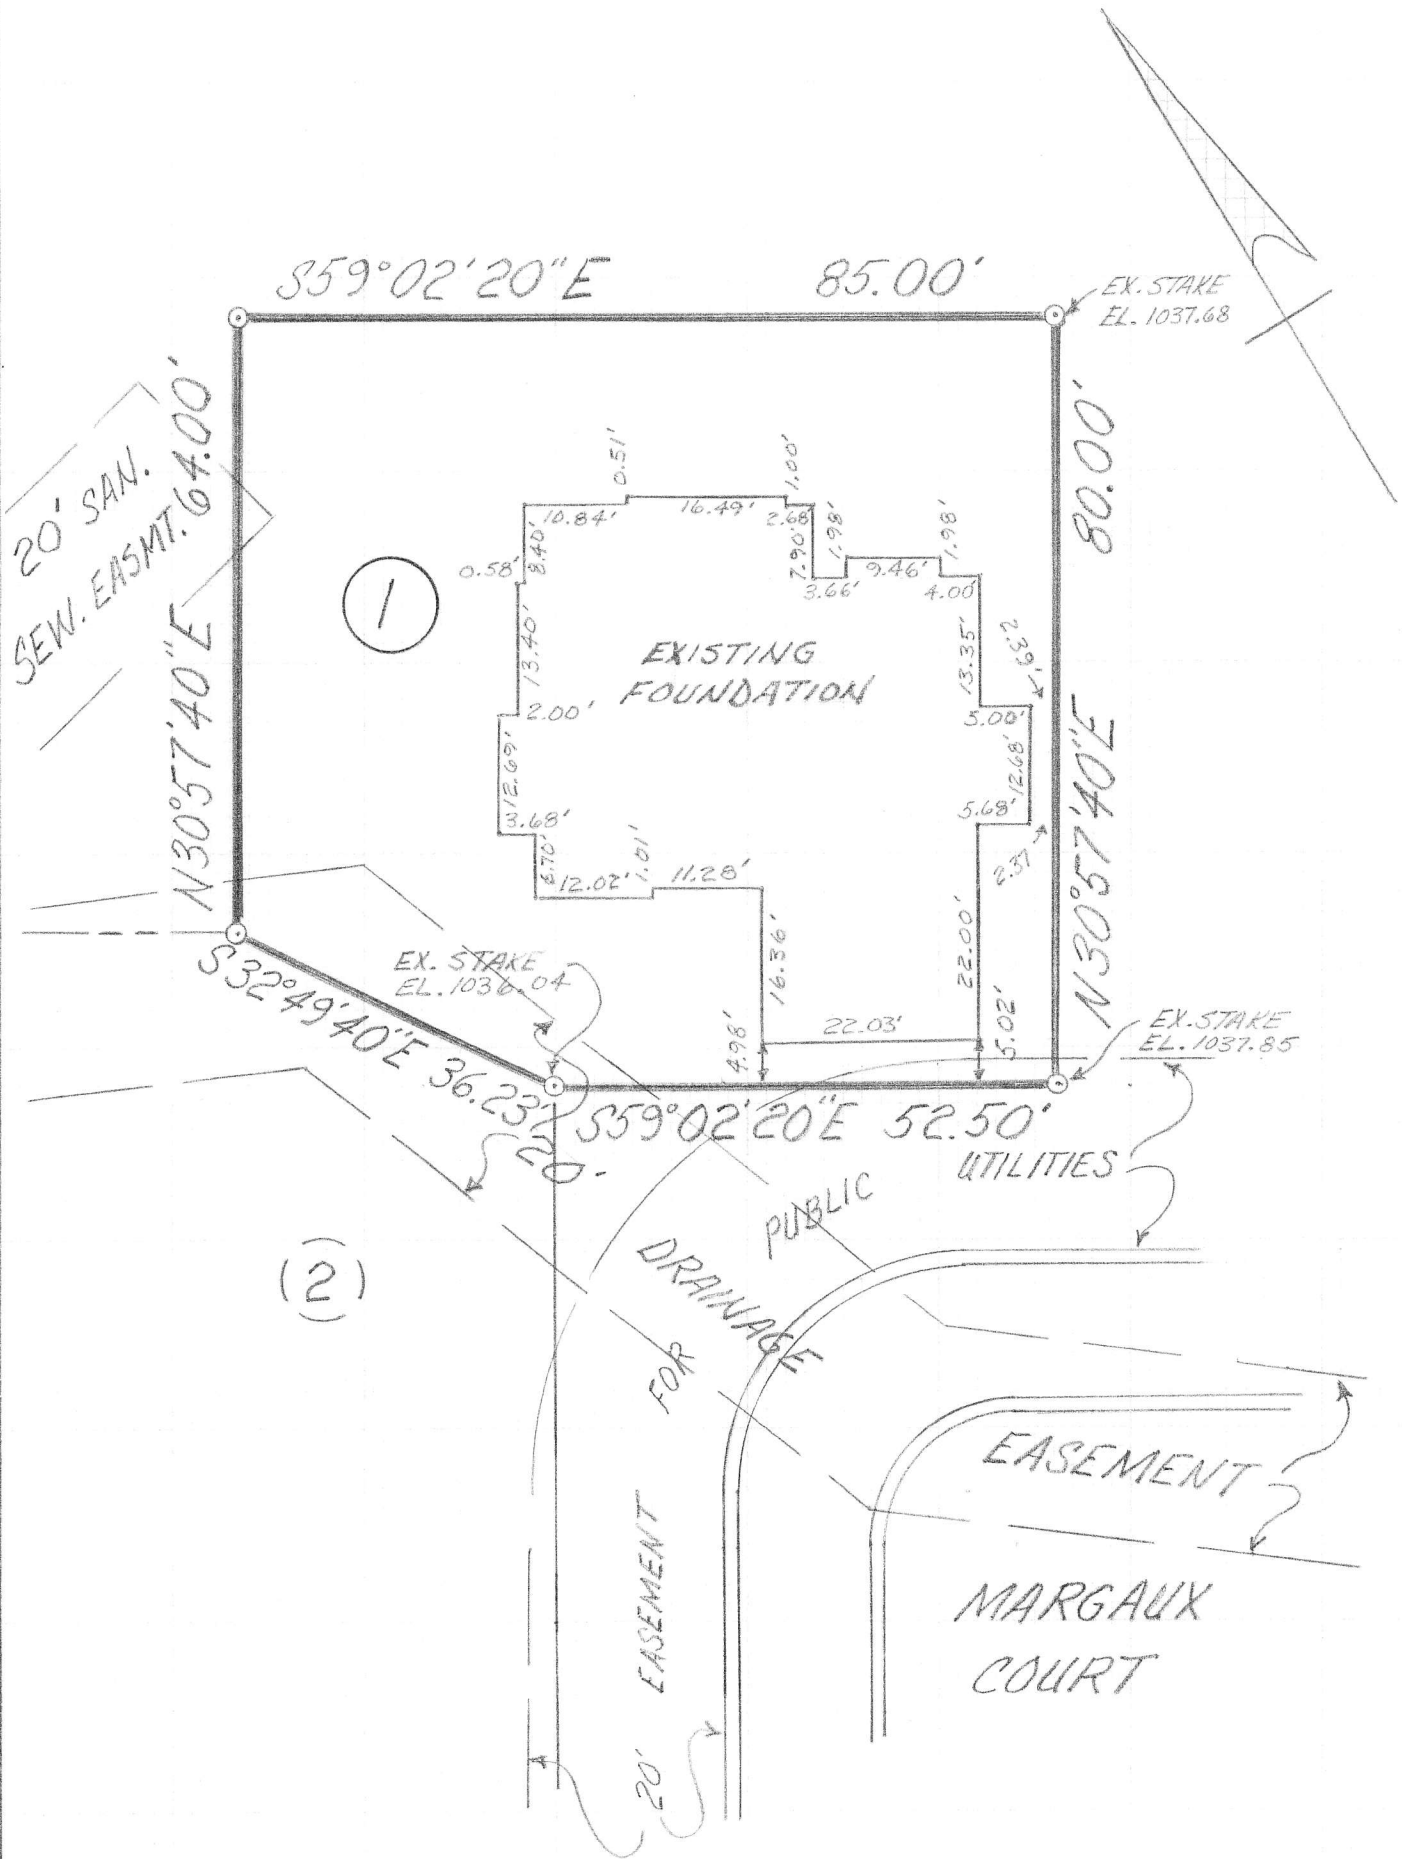 S59°02'20"E 85.00'
EX. STAKE
EL. 1037.68
N30°57'40"E 64.00'
20' SAN.
SEW. EASMT.
80.00'
N30°57'40"E
0.51'
1.00'
10.84'
16.49'
2.68'
8.40'
7.90'
1.98'
1.98'
0.58'
3.66'
9.46'
4.00'
1
13.40'
EXISTING
FOUNDATION
13.35'
2.39'
2.00'
5.00'
12.69'
12.68'
3.68'
5.68'
2.37
12.02'
1.01'
11.28'
16.36'
22.00'
EX. STAKE
EL. 1036.04
4.98'
22.03'
5.02'
EX. STAKE
EL. 1037.85
S32°49'40"E 36.23'
S59°02'20"E 52.50'
20'
UTILITIES
PUBLIC
DRAINAGE
FOR
(2)
EASEMENT
20' EASEMENT
MARGAUX
COURT